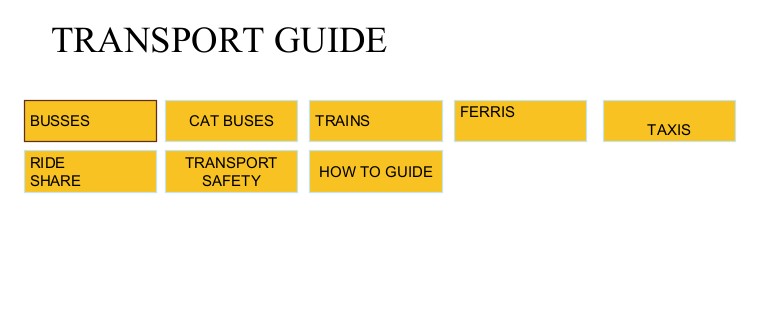 TRANSPORT GUIDE
BUSSES
CAT BUSES
TRAINS
FERRIS
TAXIS
RIDE
SHARE
TRANSPORT
SAFETY
HOW TO GUIDE